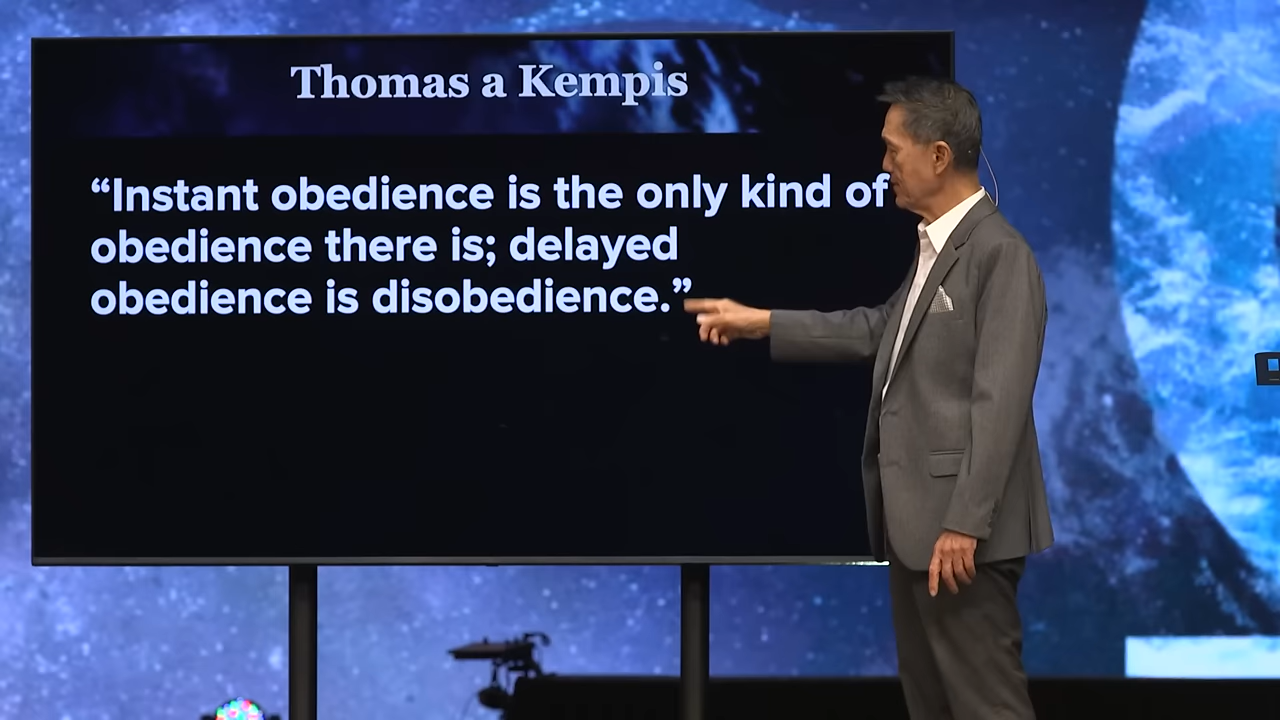 Thomas a Kempis
“Instant obedience is the only kind of
obedience there is; delayed
obedience is disobedience.”